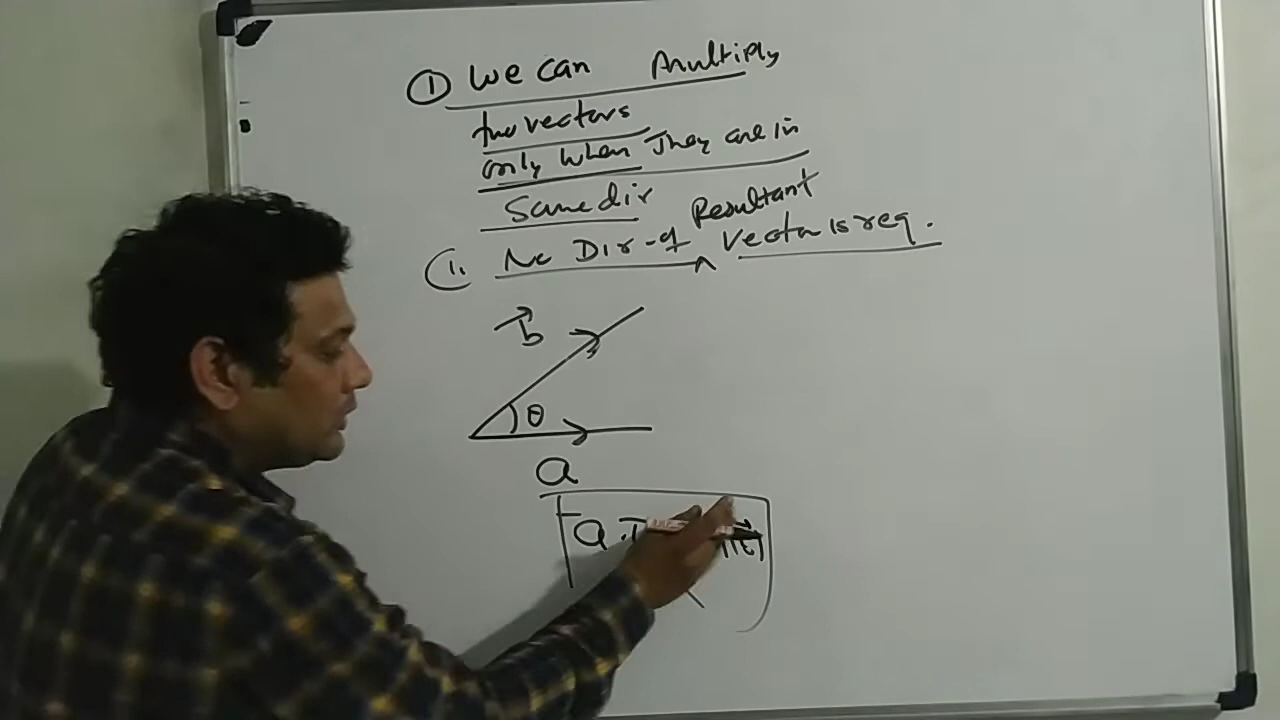 ① We can multiply
two vectors
only when They are in
Same dir
①. No Dir-of Resultant Vector is req.
b
θ
a
a .